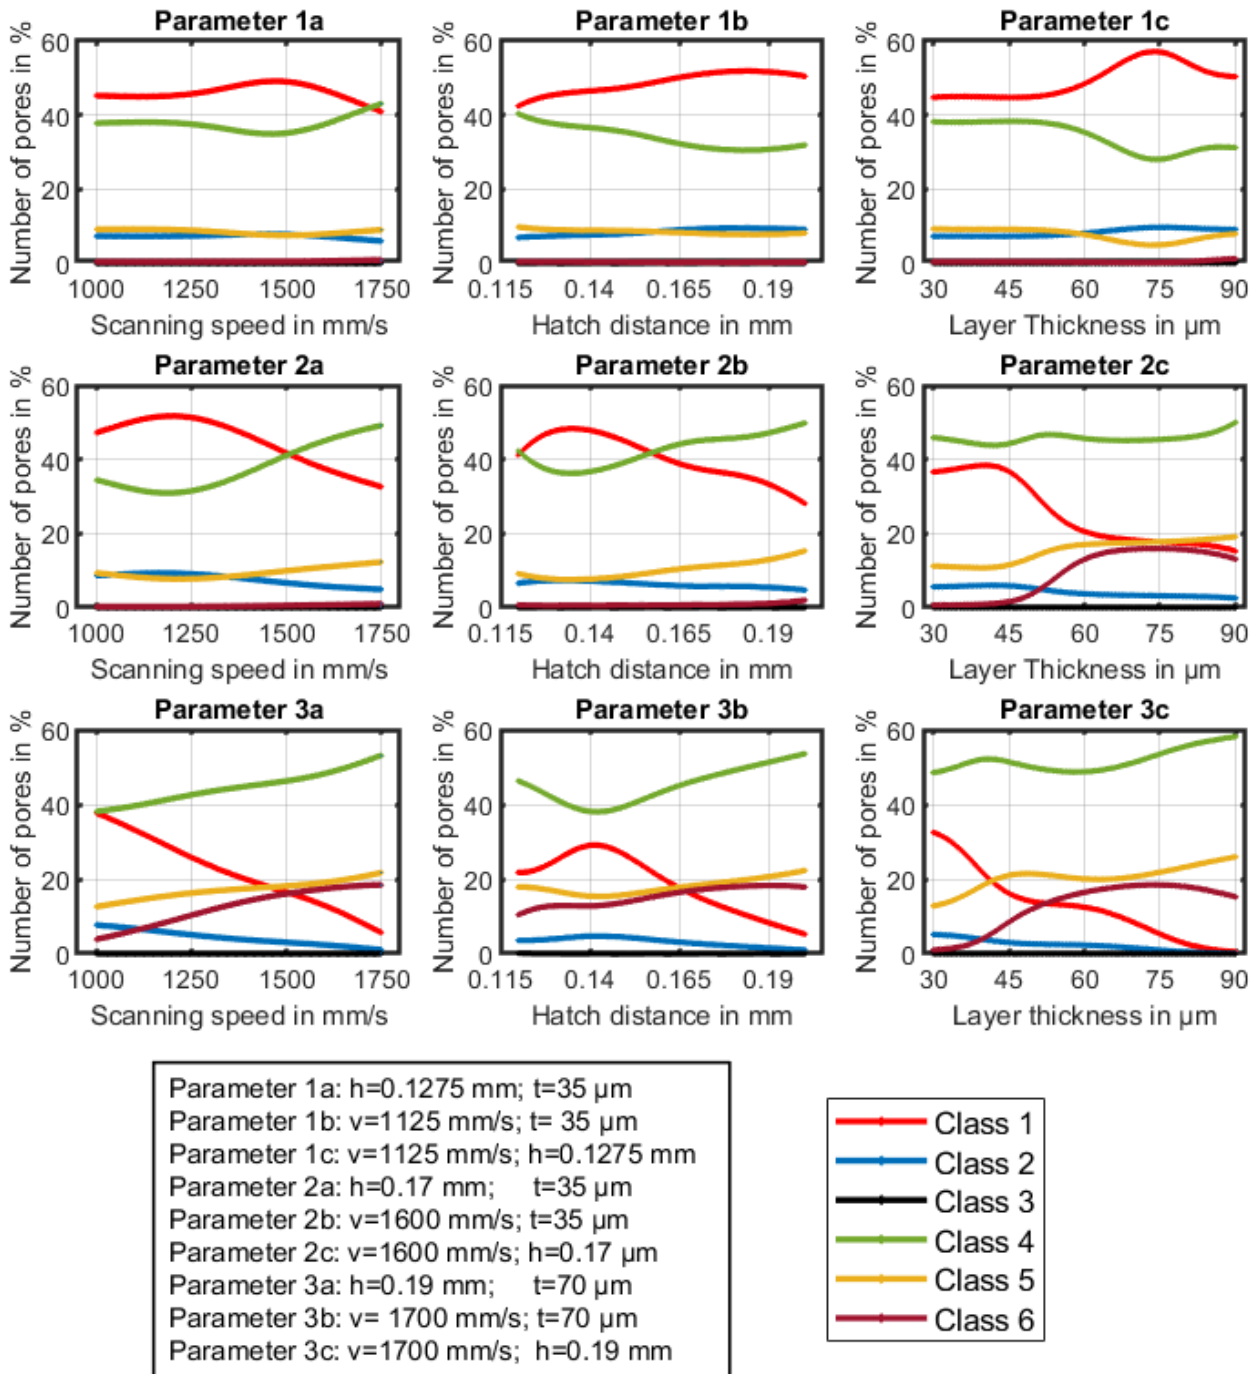 Parameter 1a
Parameter 1b
Parameter 1c
Number of pores in %
60
40
20
0
1000 1250 1500 1750
Scanning speed in mm/s
Number of pores in %
60
40
20
0
0.115 0.14 0.165 0.19
Hatch distance in mm
Number of pores in %
60
40
20
0
30 45 60 75 90
Layer Thickness in µm
Parameter 2a
Parameter 2b
Parameter 2c
Number of pores in %
60
40
20
0
1000 1250 1500 1750
Scanning speed in mm/s
Number of pores in %
60
40
20
0
0.115 0.14 0.165 0.19
Hatch distance in mm
Number of pores in %
60
40
20
0
30 45 60 75 90
Layer Thickness in µm
Parameter 3a
Parameter 3b
Parameter 3c
Number of pores in %
60
40
20
0
1000 1250 1500 1750
Scanning speed in mm/s
Number of pores in %
60
40
20
0
0.115 0.14 0.165 0.19
Hatch distance in mm
Number of pores in %
60
40
20
0
30 45 60 75 90
Layer thickness in µm
Parameter 1a: h=0.1275 mm; t=35 µm
Parameter 1b: v=1125 mm/s; t= 35 µm
Parameter 1c: v=1125 mm/s; h=0.1275 mm
Parameter 2a: h=0.17 mm; t=35 µm
Parameter 2b: v=1600 mm/s; t=35 µm
Parameter 2c: v=1600 mm/s; h=0.17 µm
Parameter 3a: h=0.19 mm; t=70 µm
Parameter 3b: v= 1700 mm/s; t=70 µm
Parameter 3c: v=1700 mm/s; h=0.19 mm
Class 1
Class 2
Class 3
Class 4
Class 5
Class 6